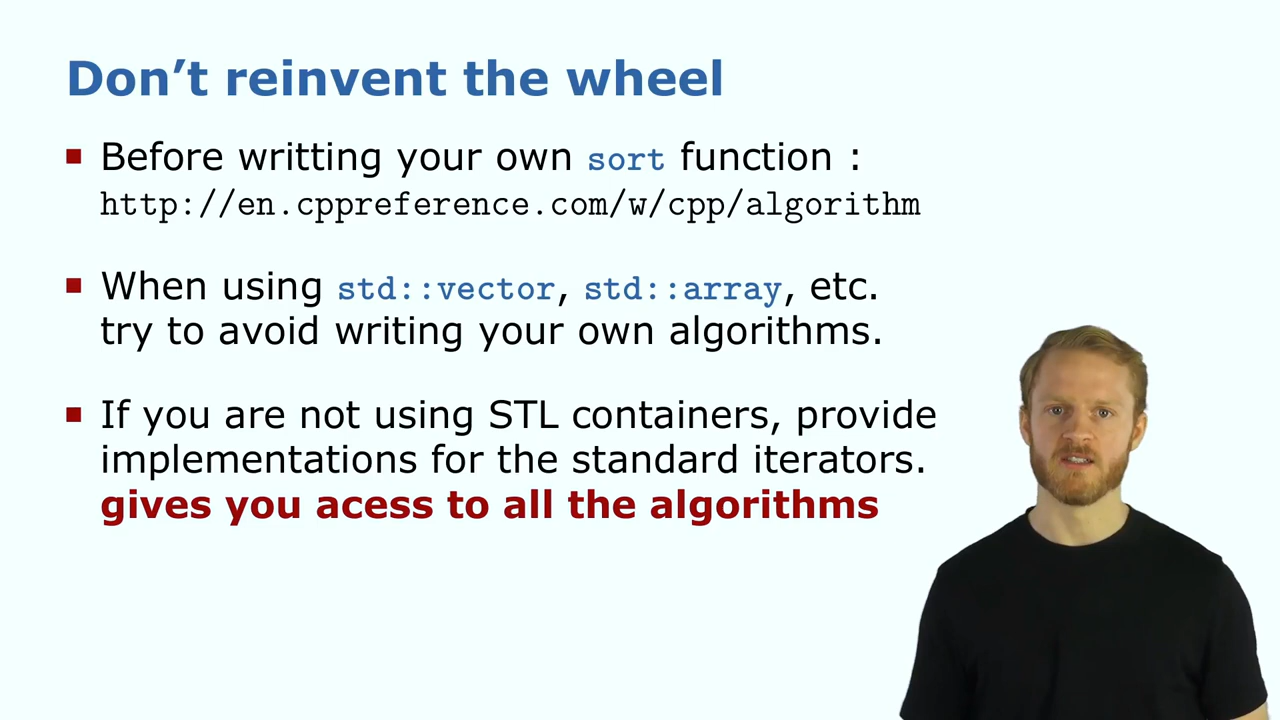 Don’t reinvent the wheel
Before writting your own sort function :
http://en.cppreference.com/w/cpp/algorithm
When using std::vector, std::array, etc.
try to avoid writing your own algorithms.
If you are not using STL containers, provide
implementations for the standard iterators.
gives you acess to all the algorithms